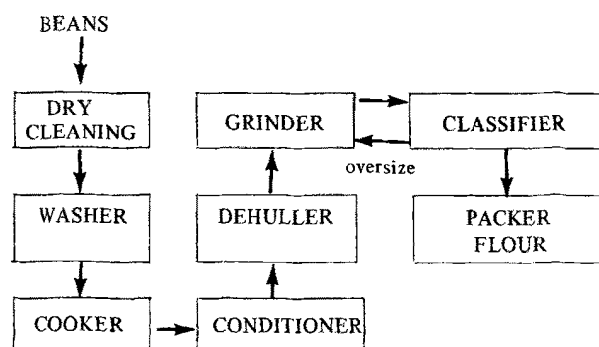 BEANS
DRY
CLEANING
WASHER
COOKER
CONDITIONER
DEHULLER
GRINDER
oversize
CLASSIFIER
PACKER
FLOUR